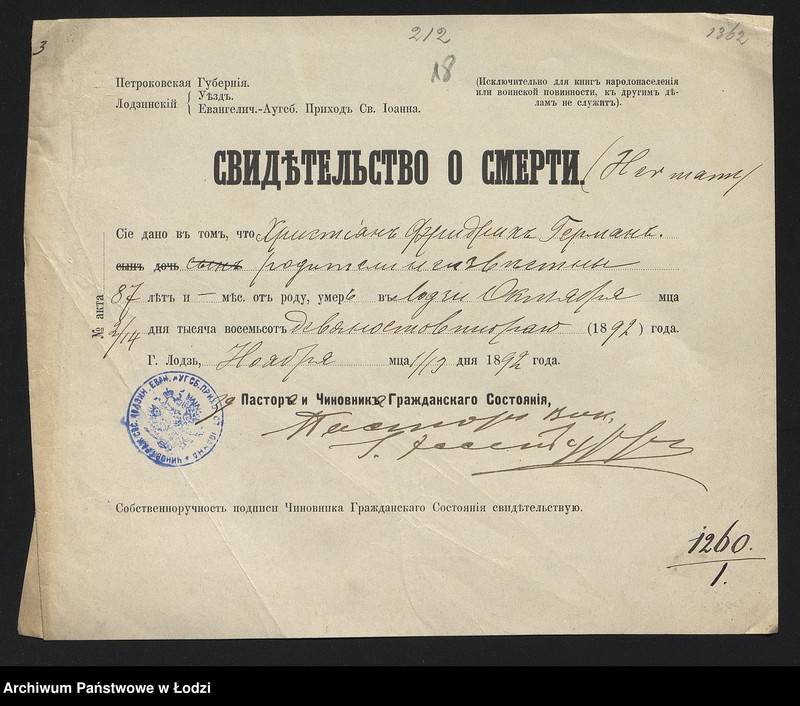 3
212
1362
18
Петроковская Губернія.
Лодзинскій { Уѣздъ.
Евангелич.-Аугсб. Приходъ Св. Іоанна.
(Исключительно для книгъ народонаселенія
или воинской повинности, къ другимъ дѣ-
ламъ не служитъ).
СВИДѢТЕЛЬСТВО О СМЕРТИ. (Hermann)
Сіе дано въ томъ, что Христіанъ Фридрихъ Германъ.
сынъ дочь сынъ родители неизвѣстны
87 лѣтъ и — мѣс. отъ роду, умеръ въ Лодзи Октября мца
№ акта
2/14 дня тысяча восемьсотъ девяносто втораго (1892) года.
Г. Лодзь, Ноября мца 1/13 дня 1892 года.
Пасторъ и Чиновникъ Гражданскаго Состоянія,
Пасторъ
Собственноручность подписи Чиновника Гражданскаго Состоянія свидѣтельствую.
1260.
1.
Archiwum Państwowe w Łodzi